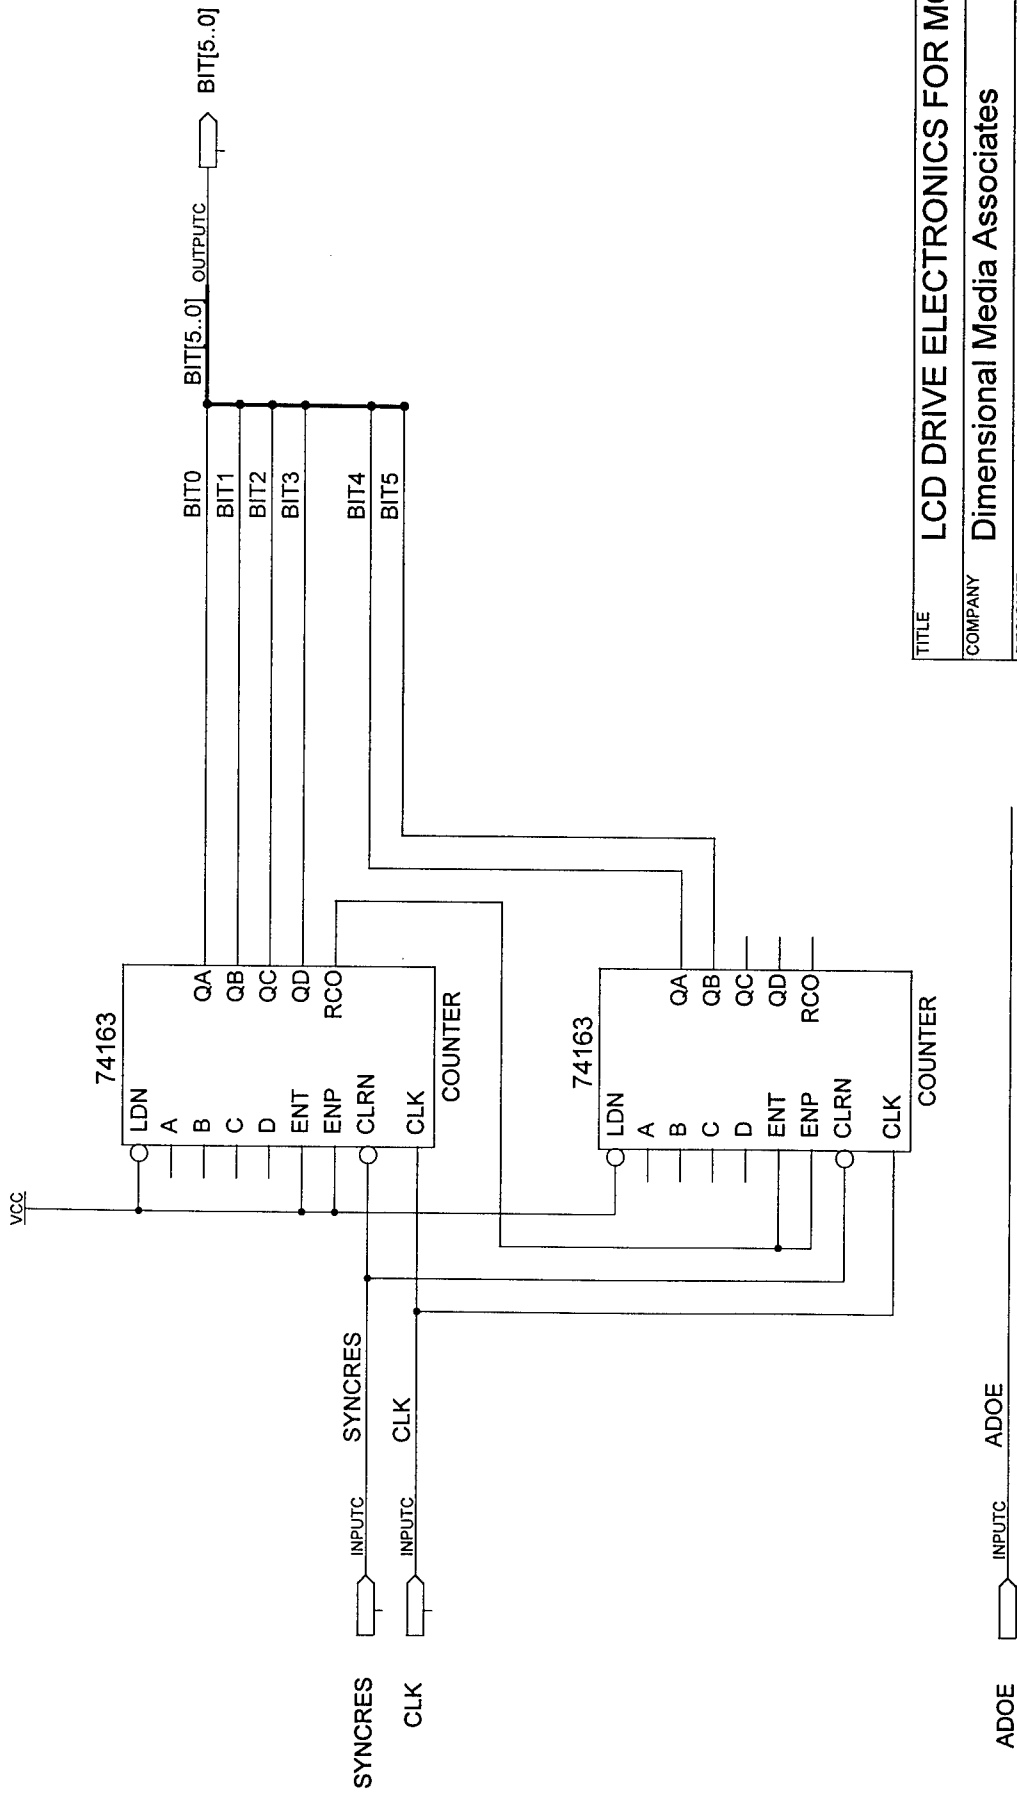 VCC
74163
LDN
A
B
C
D
ENT
ENP
CLRN
CLK
QA
QB
QC
QD
RCO
COUNTER
74163
LDN
A
B
C
D
ENT
ENP
CLRN
CLK
QA
QB
QC
QD
RCO
COUNTER
BIT0
BIT1
BIT2
BIT3
BIT4
BIT5
BIT[5..0]
OUTPUTC
BIT[5..0]
SYNCRES
INPUTC
SYNCRES
CLK
INPUTC
CLK
ADOE
INPUTC
ADOE
TITLE LCD DRIVE ELECTRONICS FOR
COMPANY Dimensional Media Associates